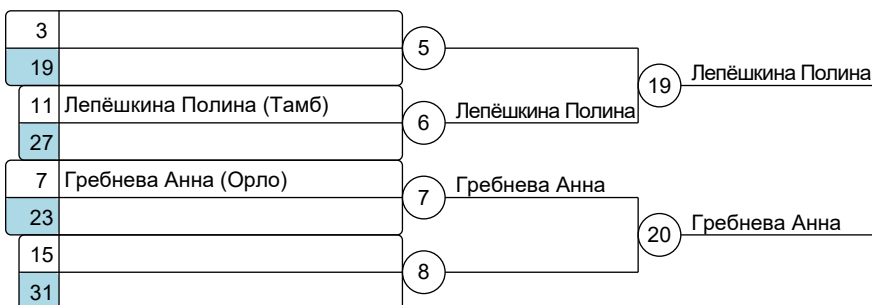 3
5
19
19 Лепёшкина Полина
11 Лепёшкина Полина (Тамб)
6 Лепёшкина Полина
27
7 Гребнева Анна (Орло)
7 Гребнева Анна
23
20 Гребнева Анна
15
8
31